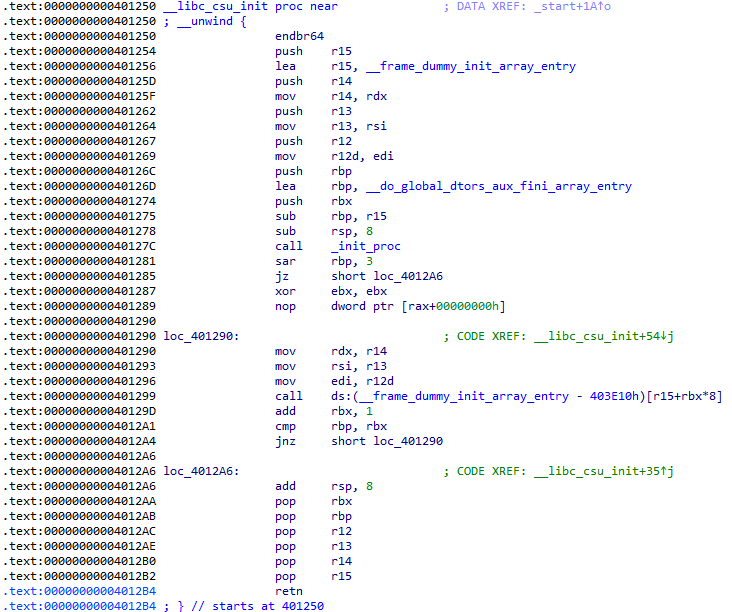 .text:0000000000401250 __libc_csu_init proc near ; DATA XREF: _start+1A↑o
.text:0000000000401250 ; __unwind {
.text:0000000000401250 endbr64
.text:0000000000401254 push r15
.text:0000000000401256 lea r15, __frame_dummy_init_array_entry
.text:000000000040125D push r14
.text:000000000040125F mov r14, rdx
.text:0000000000401262 push r13
.text:0000000000401264 mov r13, rsi
.text:0000000000401267 push r12
.text:0000000000401269 mov r12d, edi
.text:000000000040126C push rbp
.text:000000000040126D lea rbp, __do_global_dtors_aux_fini_array_entry
.text:0000000000401274 push rbx
.text:0000000000401275 sub rbp, r15
.text:0000000000401278 sub rsp, 8
.text:000000000040127C call _init_proc
.text:0000000000401281 sar rbp, 3
.text:0000000000401285 jz short loc_4012A6
.text:0000000000401287 xor ebx, ebx
.text:0000000000401289 nop dword ptr [rax+00000000h]
.text:0000000000401290
.text:0000000000401290 loc_401290: ; CODE XREF: __libc_csu_init+54↓j
.text:0000000000401290 mov rdx, r14
.text:0000000000401293 mov rsi, r13
.text:0000000000401296 mov edi, r12d
.text:0000000000401299 call ds:(__frame_dummy_init_array_entry - 403E10h)[r15+rbx*8]
.text:000000000040129D add rbx, 1
.text:00000000004012A1 cmp rbp, rbx
.text:00000000004012A4 jnz short loc_401290
.text:00000000004012A6
.text:00000000004012A6 loc_4012A6: ; CODE XREF: __libc_csu_init+35↑j
.text:00000000004012A6 add rsp, 8
.text:00000000004012AA pop rbx
.text:00000000004012AB pop rbp
.text:00000000004012AC pop r12
.text:00000000004012AE pop r13
.text:00000000004012B0 pop r14
.text:00000000004012B2 pop r15
.text:00000000004012B4 retn
.text:00000000004012B4 ; } // starts at 401250